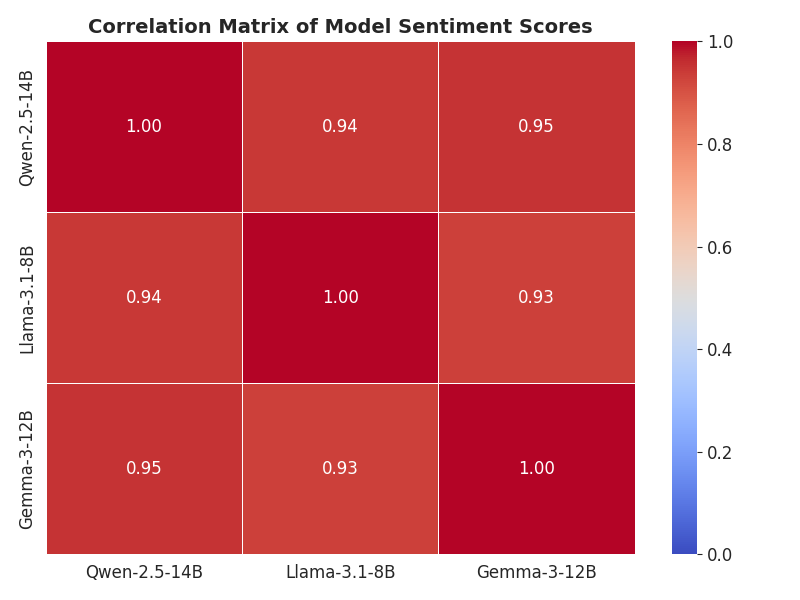 Correlation Matrix of Model Sentiment Scores
Qwen-2.5-14B
1.00
0.94
0.95
Llama-3.1-8B
0.94
1.00
0.93
Gemma-3-12B
0.95
0.93
1.00
Qwen-2.5-14B
Llama-3.1-8B
Gemma-3-12B
1.0
0.8
0.6
0.4
0.2
0.0